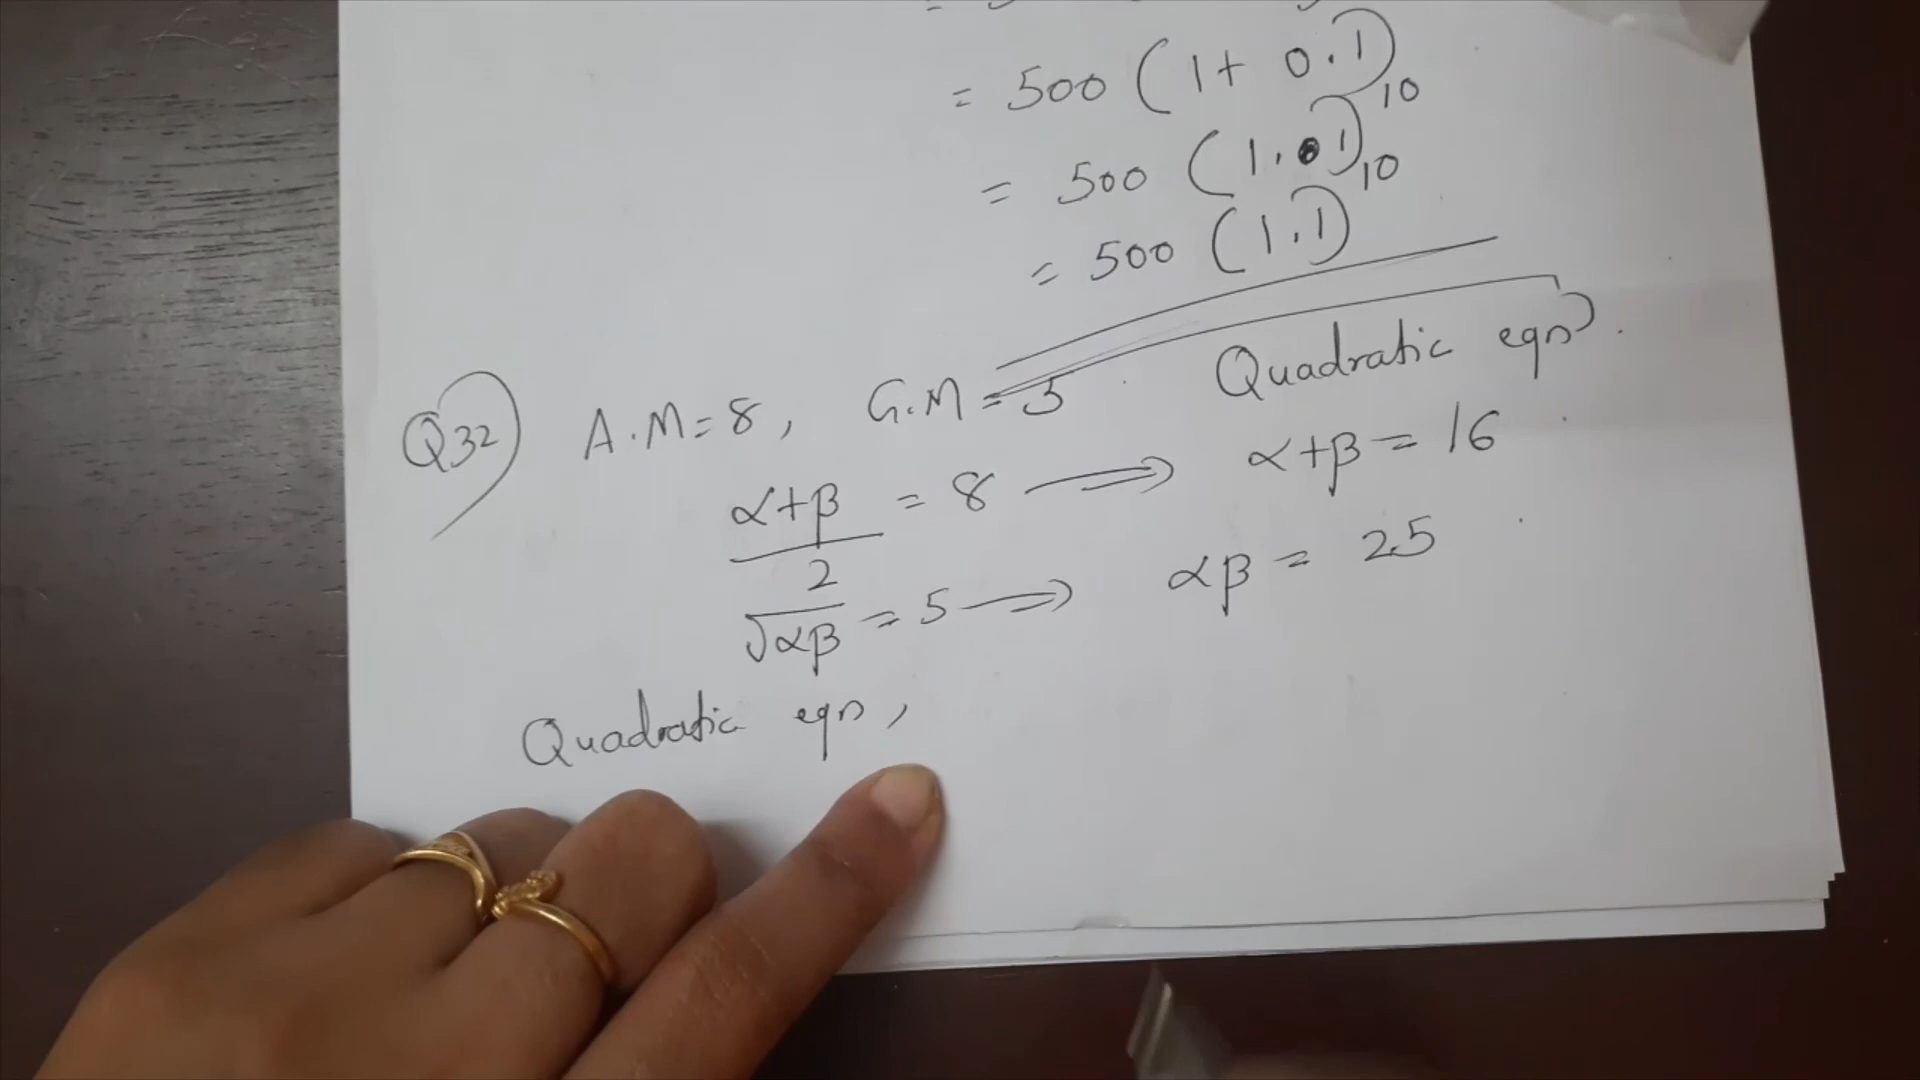 = 500 (1+ 0.1)^10
= 500 (1.01)^10
= 500 (1.1)
Q32) A.M=8, G.M=5 Quadratic eqn.
α+β/2 = 8 ⟹ α+β = 16
√αβ = 5 ⟹ αβ = 25
Quadratic eqn,